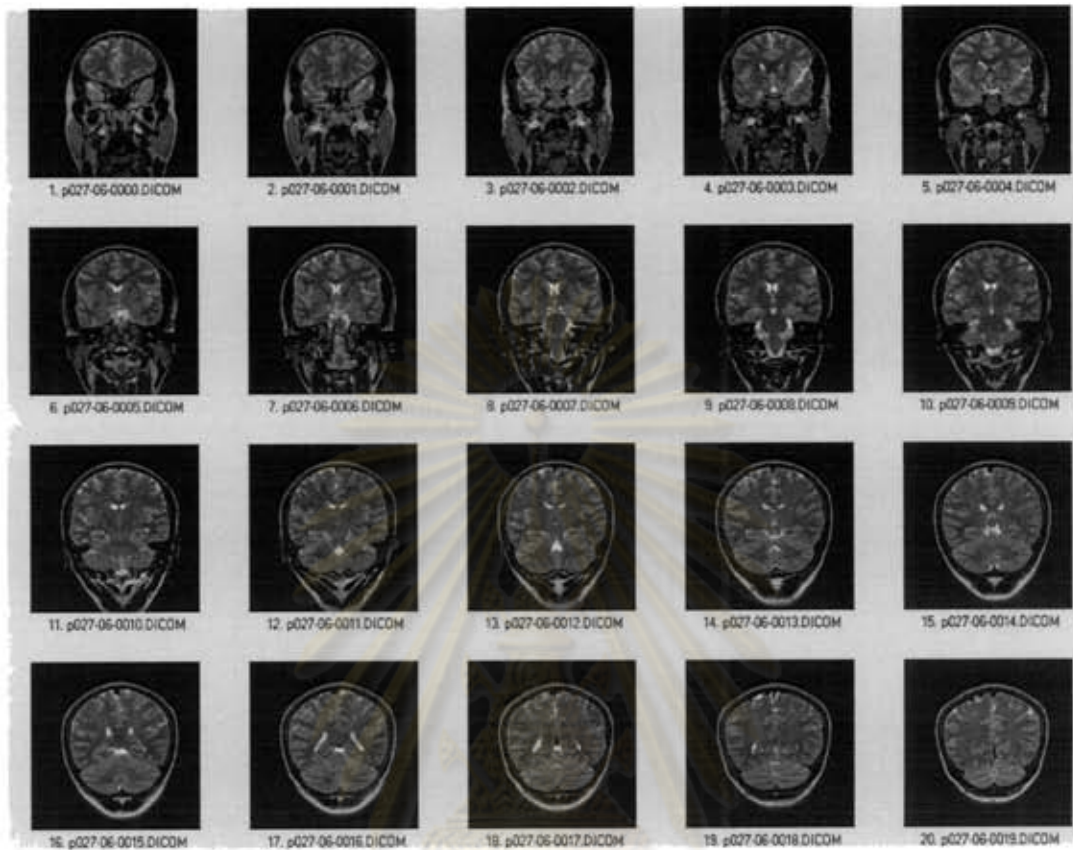 1. p027-06-0000.DICOM
2. p027-06-0001.DICOM
3. p027-06-0002.DICOM
4. p027-06-0003.DICOM
5. p027-06-0004.DICOM
6. p027-06-0005.DICOM
7. p027-06-0006.DICOM
8. p027-06-0007.DICOM
9. p027-06-0008.DICOM
10. p027-06-0009.DICOM
11. p027-06-0010.DICOM
12. p027-06-0011.DICOM
13. p027-06-0012.DICOM
14. p027-06-0013.DICOM
15. p027-06-0014.DICOM
16. p027-06-0015.DICOM
17. p027-06-0016.DICOM
18. p027-06-0017.DICOM
19. p027-06-0018.DICOM
20. p027-06-0019.DICOM